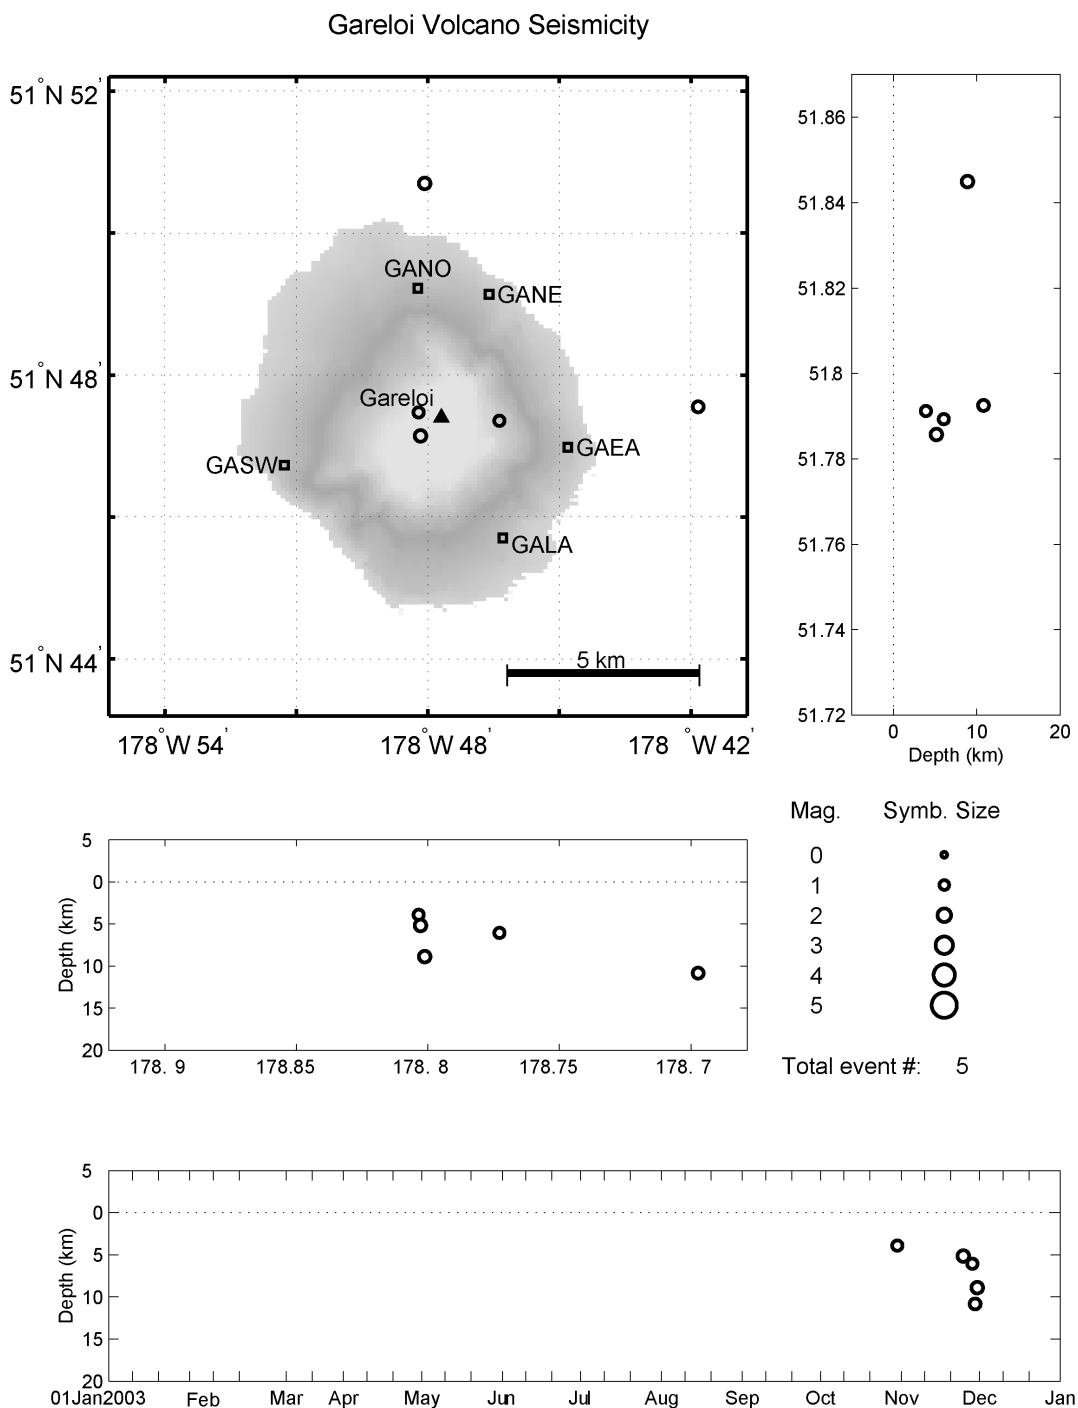 Gareloi Volcano Seismicity
51°N 52'
51°N 48'
51°N 44'
GANO
GANE
Gareloi
GASW
GAEA
GALA
5 km
178°W 54'
178°W 48'
178 °W 42'
51.86
51.84
51.82
51.8
51.78
51.76
51.74
51.72
0 10 20
Depth (km)
Mag. Symb. Size
0
1
2
3
4
5
Total event #: 5
5
0
5
10
15
20
Depth (km)
178. 9 178.85 178. 8 178.75 178. 7
5
0
5
10
15
20
Depth (km)
01Jan2003 Feb Mar Apr May Jun Jul Aug Sep Oct Nov Dec Jan